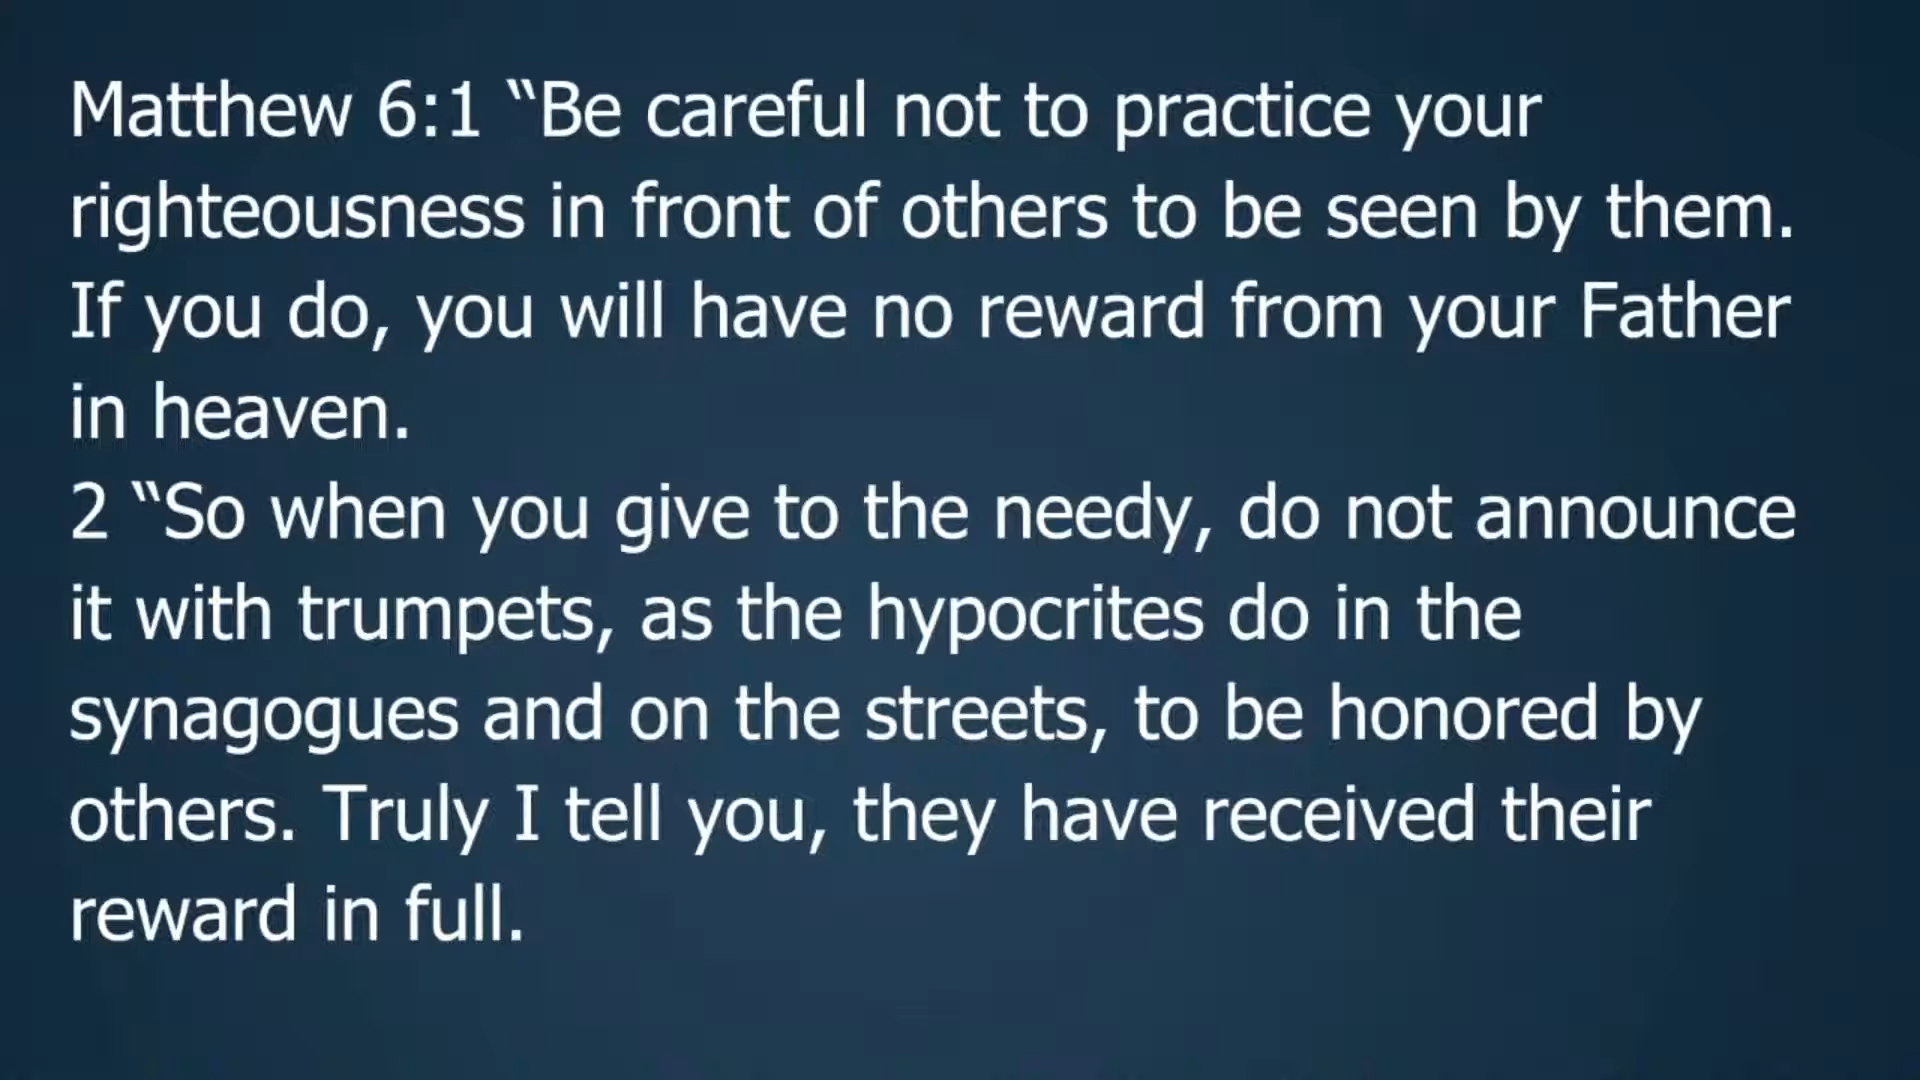 Matthew 6:1 “Be careful not to practice your
righteousness in front of others to be seen by them.
If you do, you will have no reward from your Father
in heaven.
2 “So when you give to the needy, do not announce
it with trumpets, as the hypocrites do in the
synagogues and on the streets, to be honored by
others. Truly I tell you, they have received their
reward in full.